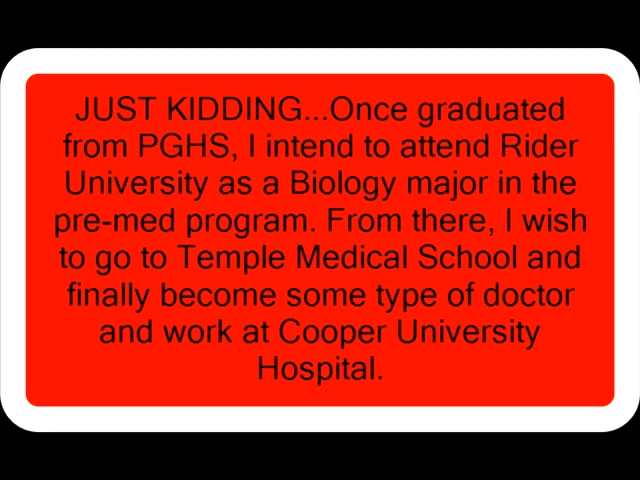 JUST KIDDING...Once graduated
from PGHS, I intend to attend Rider
University as a Biology major in the
pre-med program. From there, I wish
to go to Temple Medical School and
finally become some type of doctor
and work at Cooper University
Hospital.